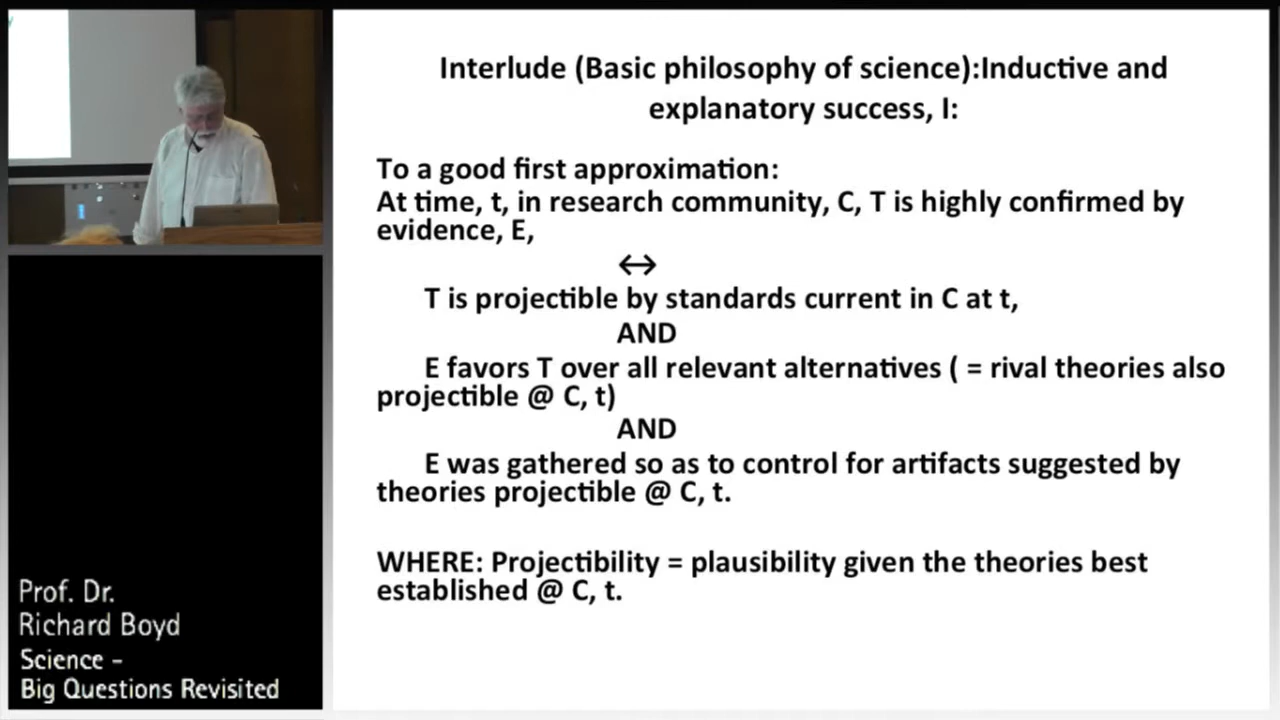 Interlude (Basic philosophy of science):Inductive and
explanatory success, I:
To a good first approximation:
At time, t, in research community, C, T is highly confirmed by
evidence, E,
↔
T is projectible by standards current in C at t,
AND
E favors T over all relevant alternatives ( = rival theories also
projectible @ C, t)
AND
E was gathered so as to control for artifacts suggested by
theories projectible @ C, t.
WHERE: Projectibility = plausibility given the theories best
established @ C, t.
Prof. Dr.
Richard Boyd
Science –
Big Questions Revisited